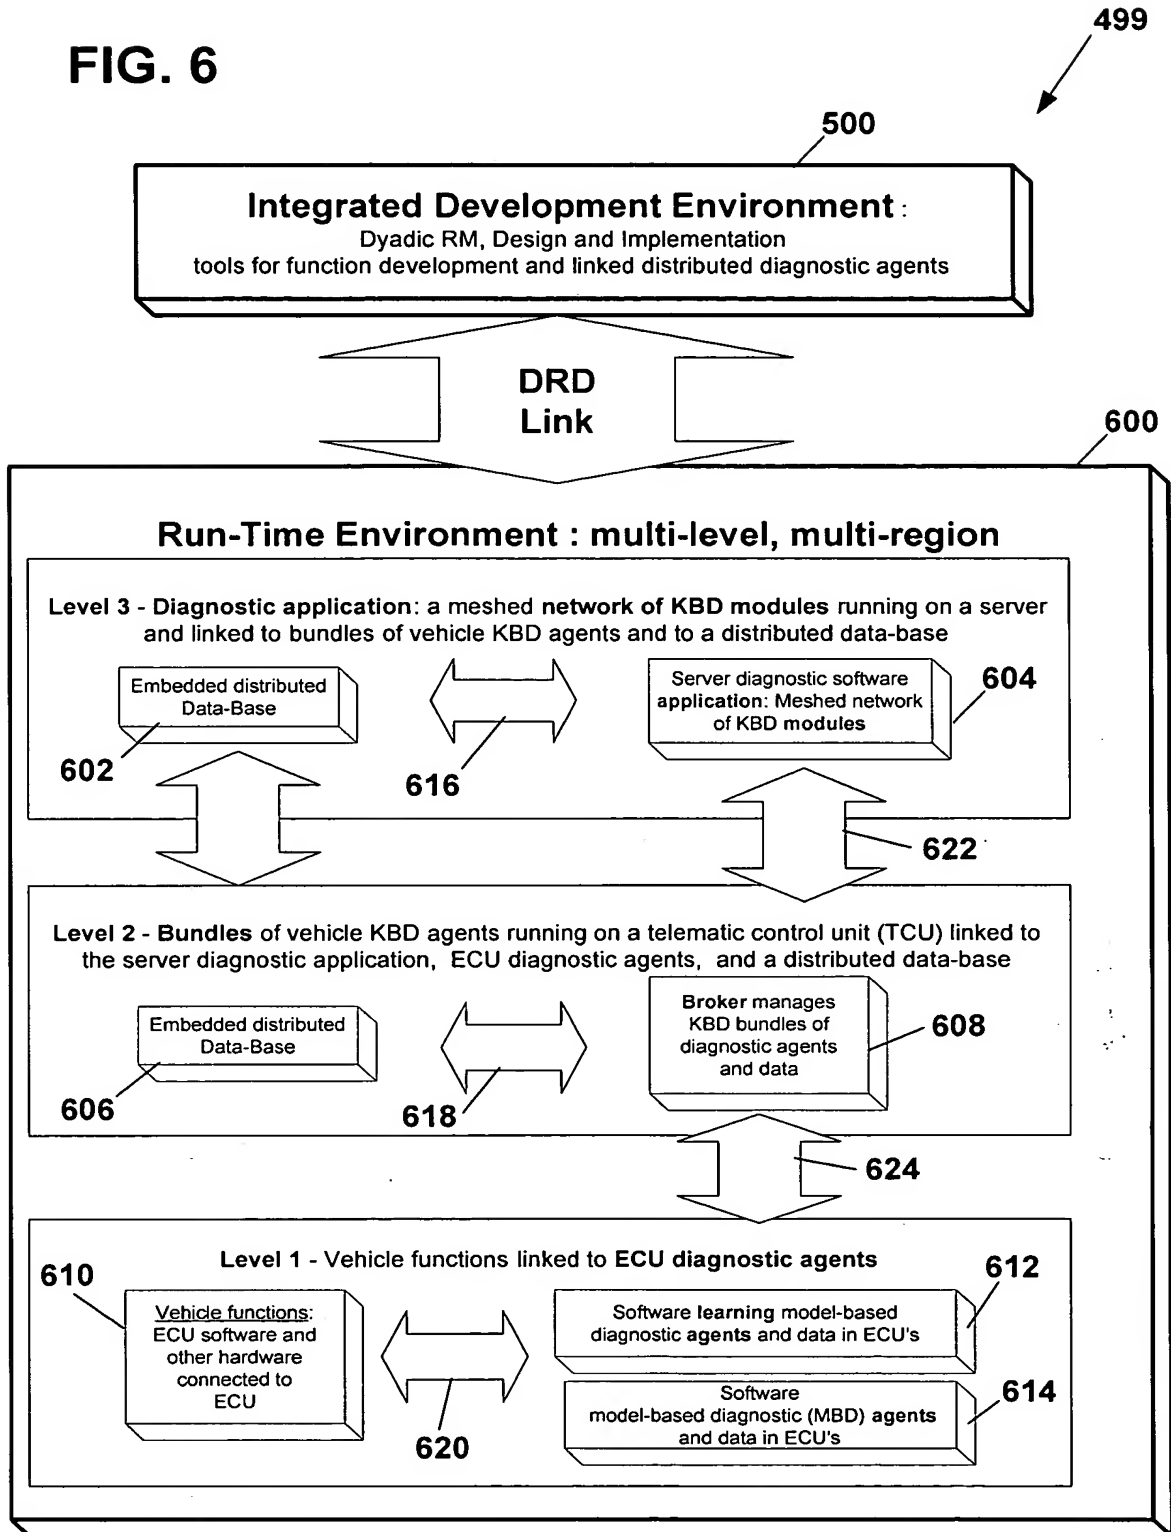 FIG. 6
499
500
Integrated Development Environment :
Dyadic RM, Design and Implementation
tools for function development and linked distributed diagnostic agents
DRD
Link
600
Run-Time Environment : multi-level, multi-region
Level 3 - Diagnostic application: a meshed network of KBD modules running on a server
and linked to bundles of vehicle KBD agents and to a distributed data-base
Embedded distributed
Data-Base
602
616
Server diagnostic software
application: Meshed network
of KBD modules
604
622
Level 2 - Bundles of vehicle KBD agents running on a telematic control unit (TCU) linked to
the server diagnostic application, ECU diagnostic agents, and a distributed data-base
Embedded distributed
Data-Base
606
618
Broker manages
KBD bundles of
diagnostic agents
and data
608
624
Level 1 - Vehicle functions linked to ECU diagnostic agents
610
Vehicle functions:
ECU software and
other hardware
connected to
ECU
620
Software learning model-based
diagnostic agents and data in ECU's
612
Software
model-based diagnostic (MBD) agents
and data in ECU's
614